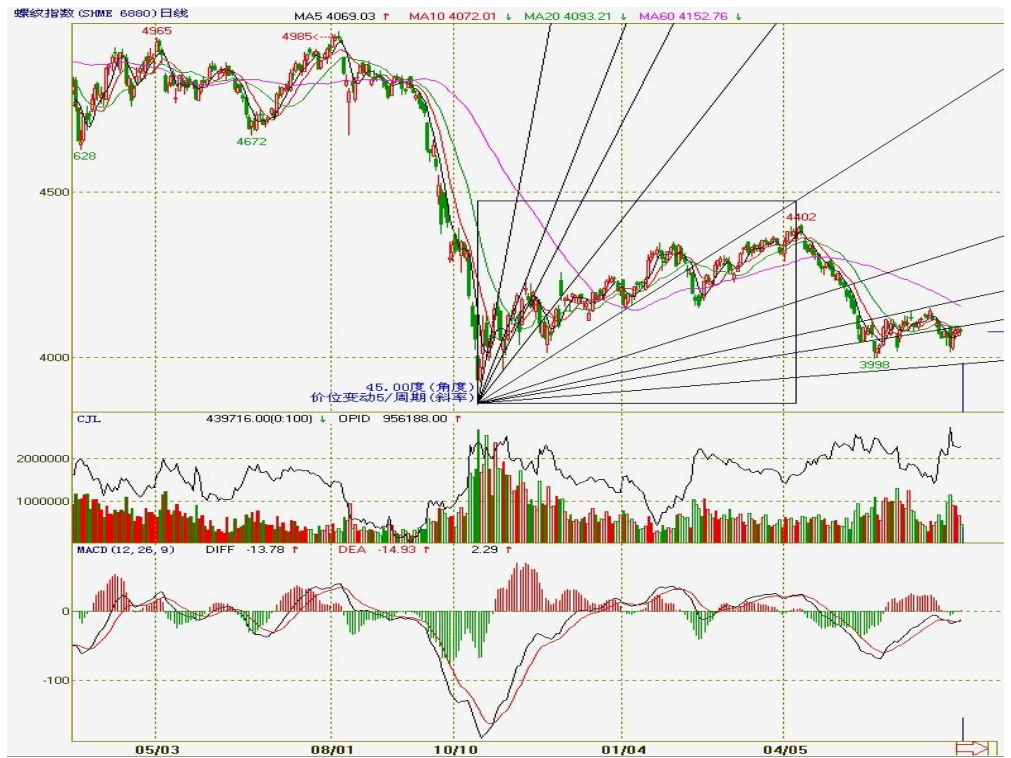 螺纹指数(SHME 6880)日线 MA5 4069.03 ↑ MA10 4072.01 ↓ MA20 4093.21 ↓ MA60 4152.76 ↓
4965
4985<--
628
4672
4500
4402
4000
3998
45.00度(角度)
价位变动5/周期(斜率)
CJL 439716.00(0:100) ↓ OPID 956188.00 ↑
2000000
1000000
MACD(12,26,9) DIFF -13.78 ↑ DEA -14.93 ↑ 2.29 ↑
0
-100
05/03 08/01 10/10 01/04 04/05